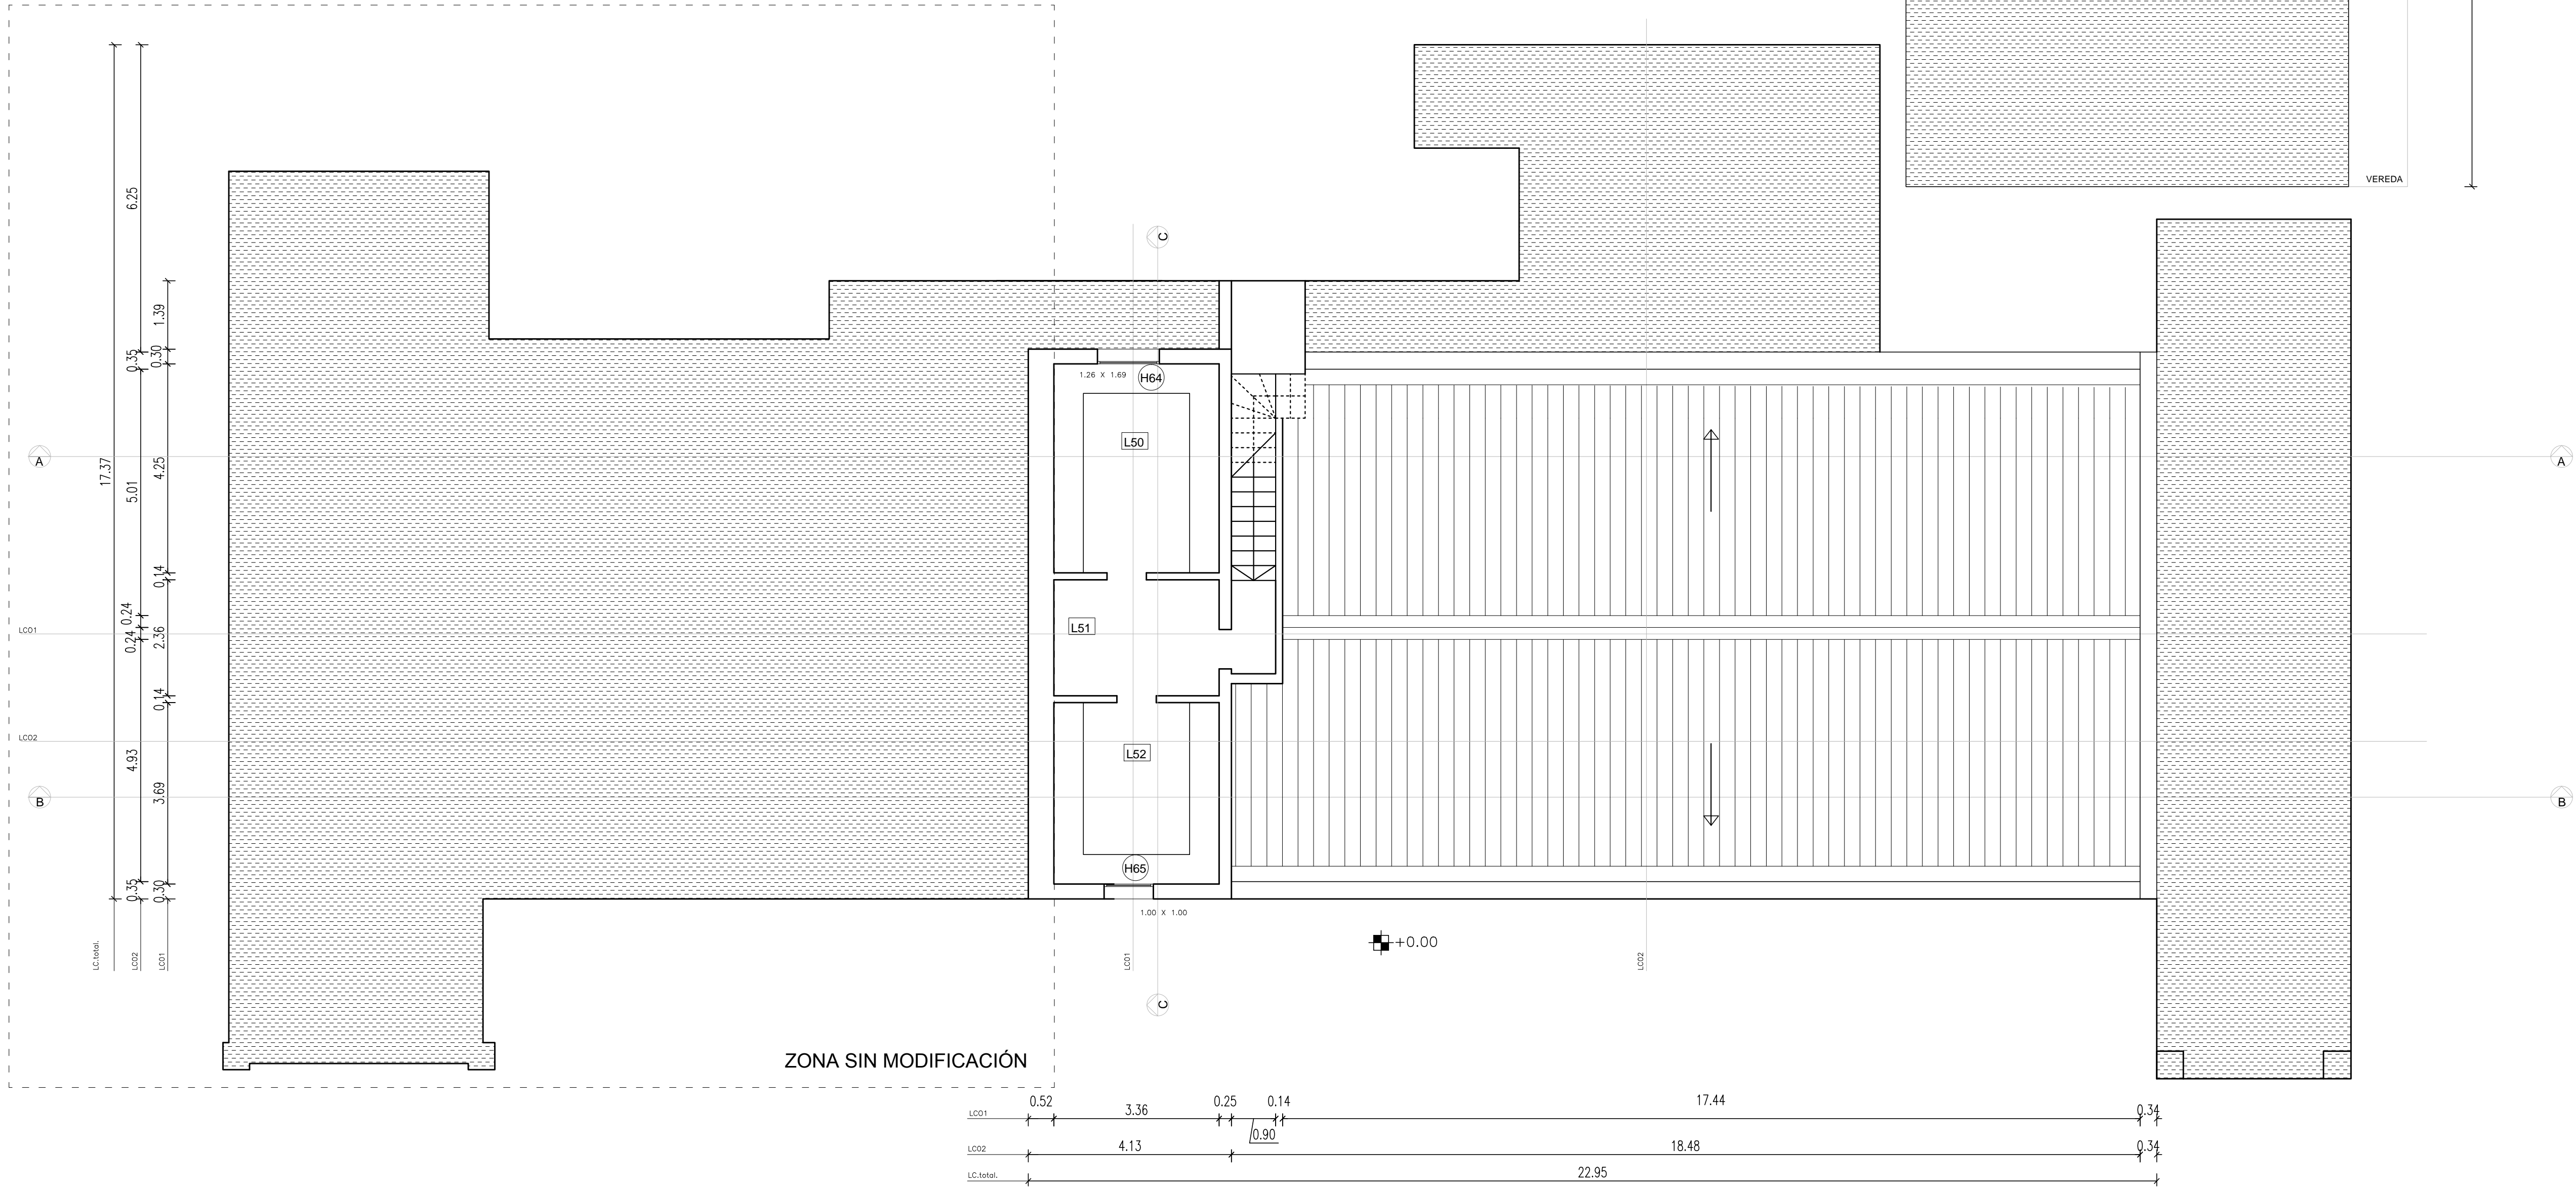 VEREDA
C
6.25
1.39
0.35
0.30
1.26 X 1.69
H64
L50
A
A
17.37
5.01
4.25
0.14
0.24
L51
LC01
0.24
2.36
0.14
LC02
L52
4.93
3.69
B
B
H65
0.35
0.30
1.00 X 1.00
+0.00
LC.total.
LC02
LC01
LC01
LC02
C
ZONA SIN MODIFICACIÓN
LC01
0.52
3.36
0.25
0.14
17.44
0.34
0.90
LC02
4.13
18.48
0.34
LC.total.
22.95